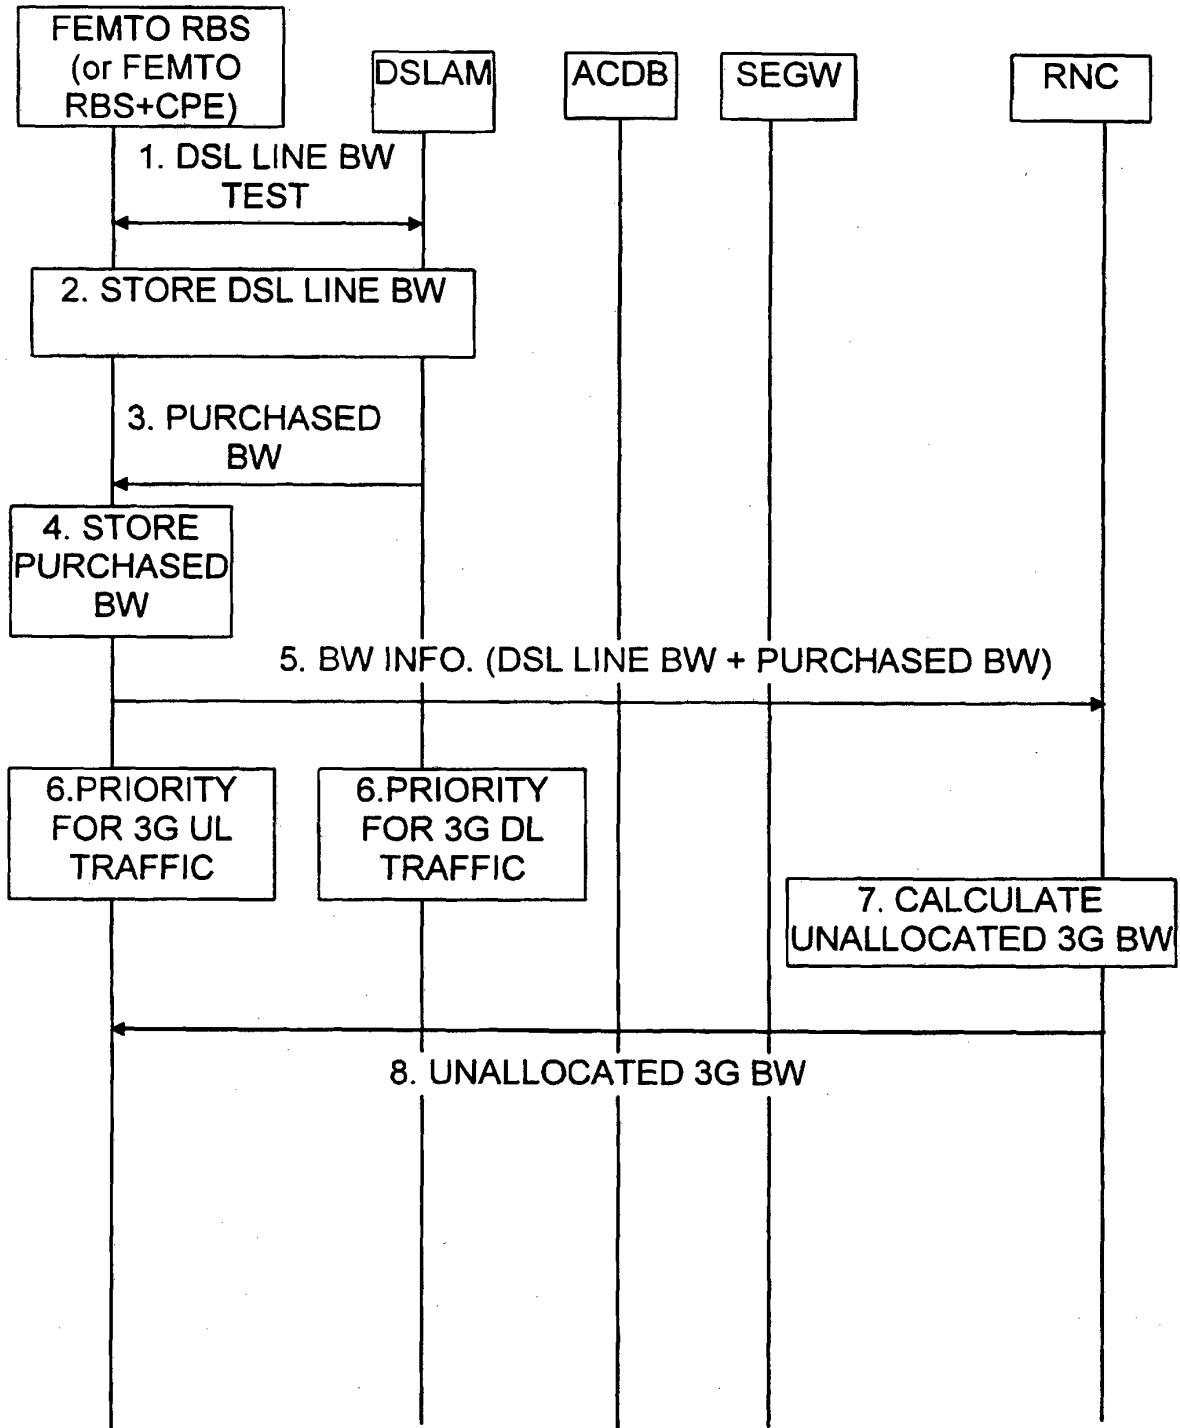 FEMTO RBS
(or FEMTO
RBS+CPE)
DSLAM
ACDB
SEGW
RNC
1. DSL LINE BW
TEST
2. STORE DSL LINE BW
3. PURCHASED
BW
4. STORE
PURCHASED
BW
5. BW INFO. (DSL LINE BW + PURCHASED BW)
6.PRIORITY
FOR 3G UL
TRAFFIC
6.PRIORITY
FOR 3G DL
TRAFFIC
7. CALCULATE
UNALLOCATED 3G BW
8. UNALLOCATED 3G BW